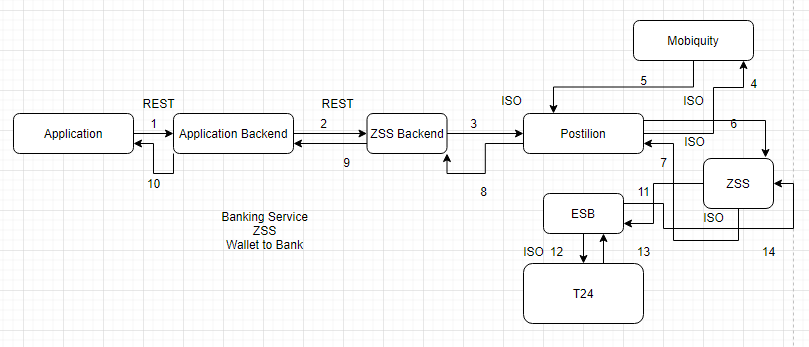 Mobiquity
5
4
ISO
ISO
REST
REST
1
2
3
6
Application
Application Backend
ZSS Backend
Postilion
ISO
10
9
8
7
ZSS
11
Banking Service
ZSS
Wallet to Bank
ESB
ISO
ISO 12
13
14
T24